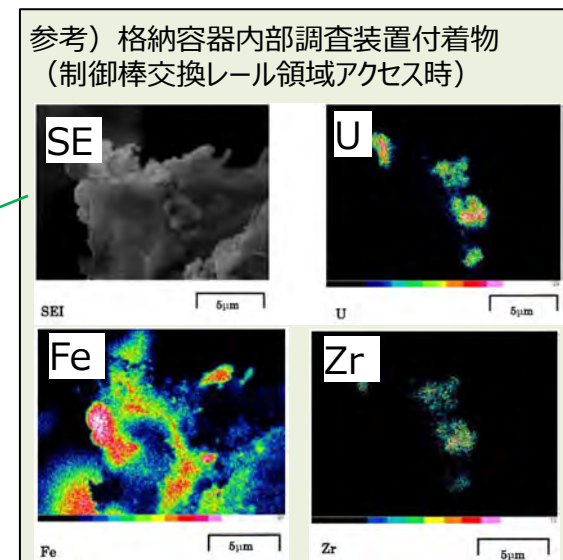 参考）格納容器内部調査装置付着物
（制御棒交換レール領域アクセス時）
SE
U
SEI
5μm
U
5μm
Fe
Zr
Fe
5μm
Zr
5μm